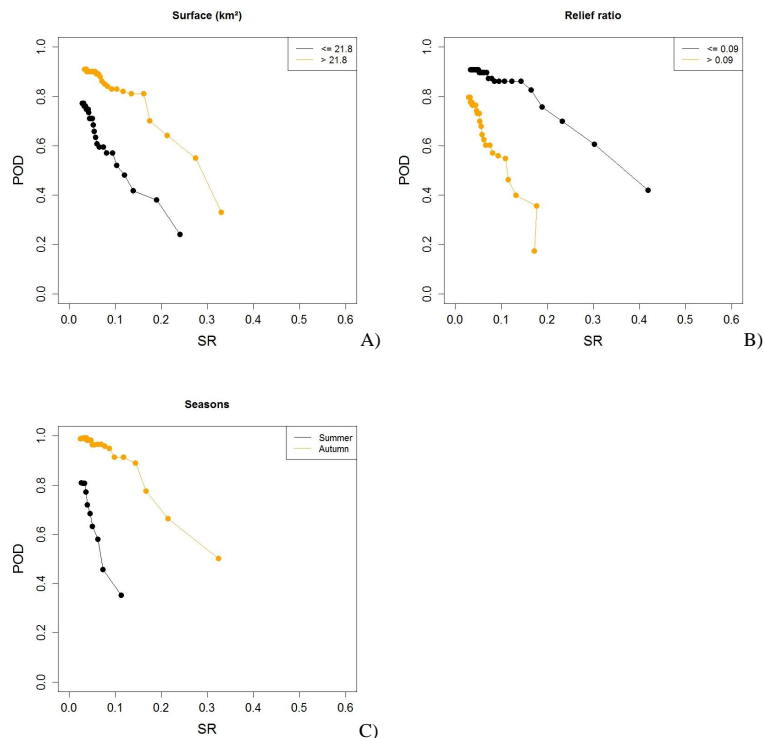 Surface (km²)
<= 21.8
> 21.8
POD
0.0 0.2 0.4 0.6 0.8 1.0
0.0 0.1 0.2 0.3 0.4 0.5 0.6
SR
A)
Relief ratio
<= 0.09
> 0.09
POD
0.0 0.2 0.4 0.6 0.8 1.0
0.0 0.1 0.2 0.3 0.4 0.5 0.6
SR
B)
Seasons
Summer
Autumn
POD
0.0 0.2 0.4 0.6 0.8 1.0
0.0 0.1 0.2 0.3 0.4 0.5 0.6
SR
C)